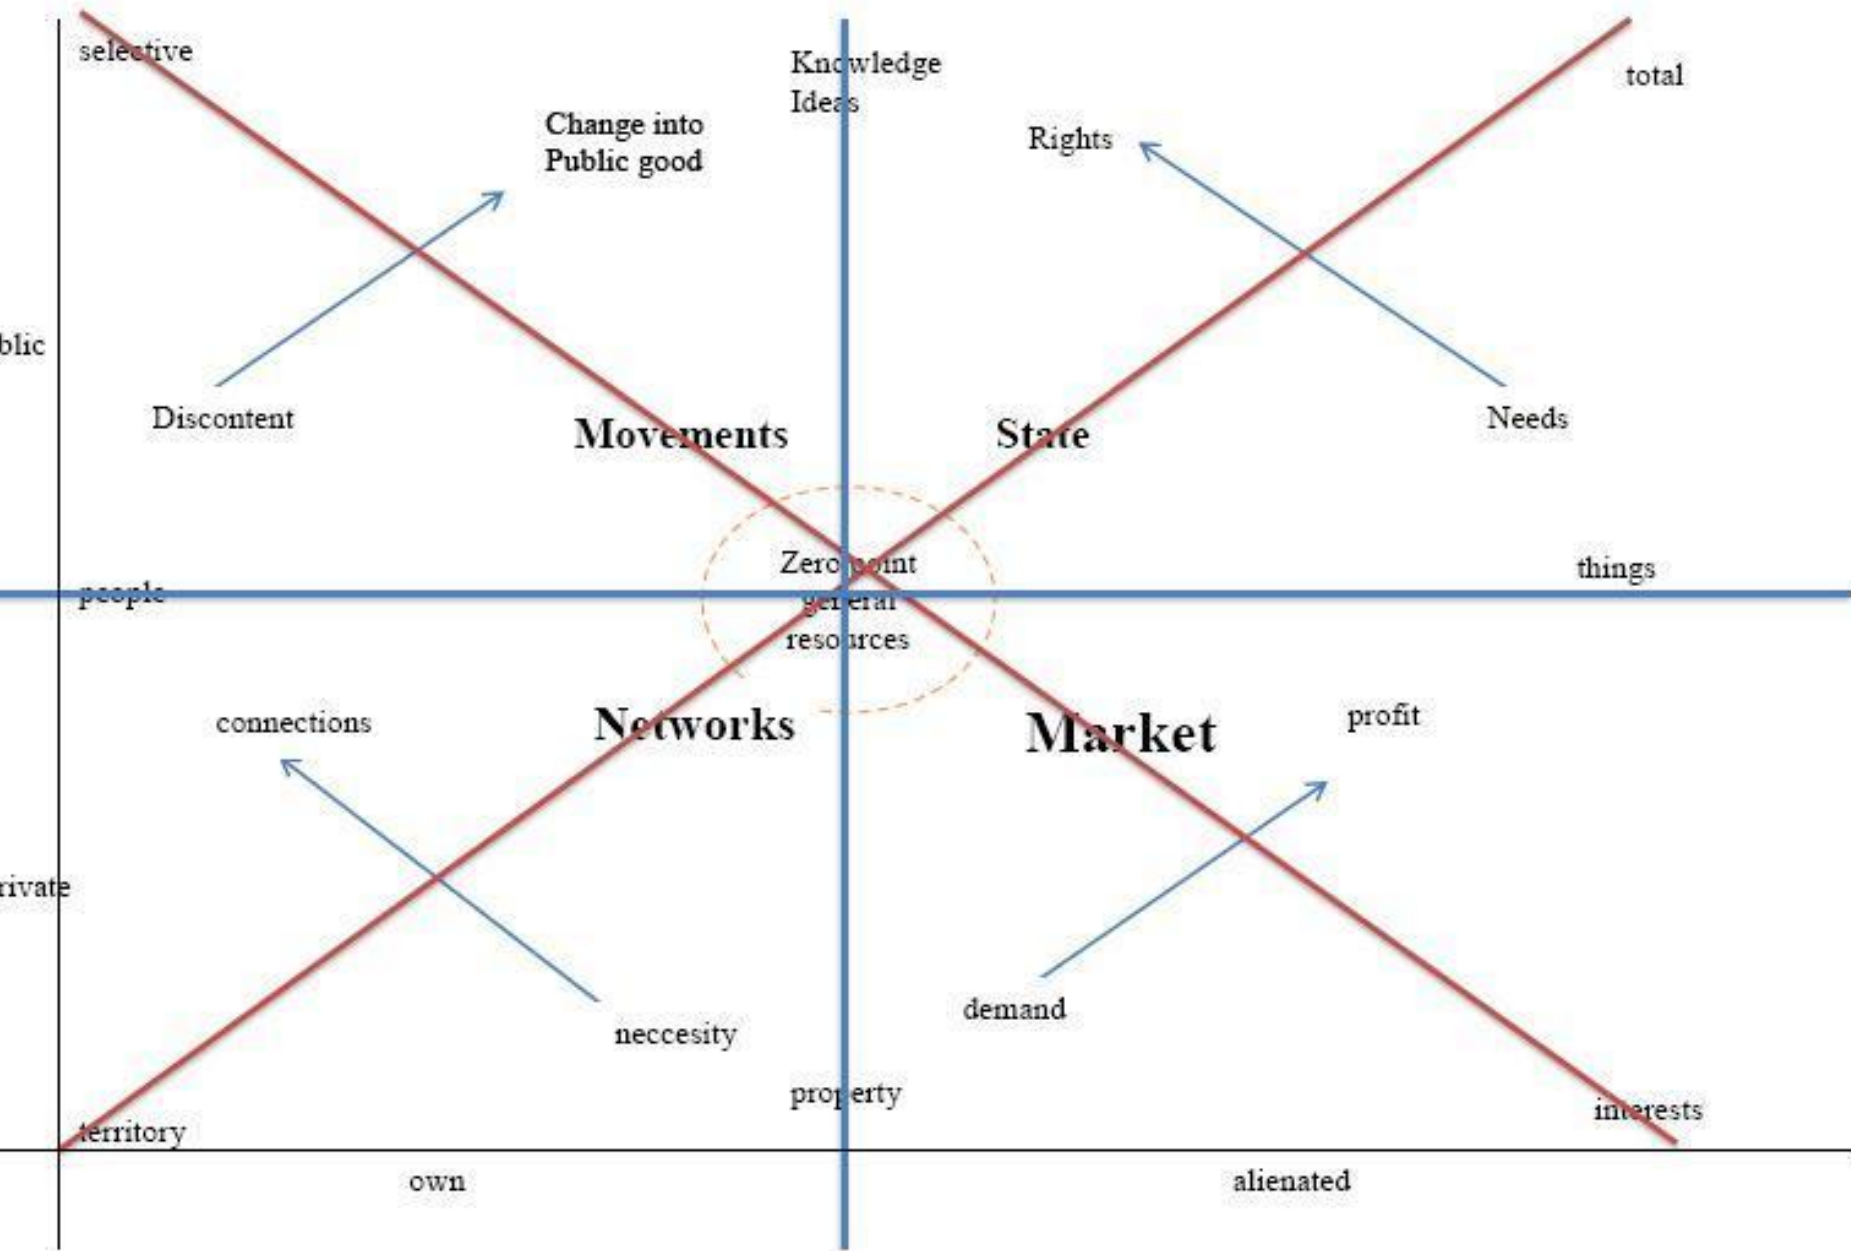 selective
Knowledge
Ideas
total
Change into
Public good
Rights
blic
Discontent
Movements
State
Needs
Zero point
general
resources
things
people
connections
Networks
Market
profit
rivate
neccesity
demand
property
territory
interests
own
alienated